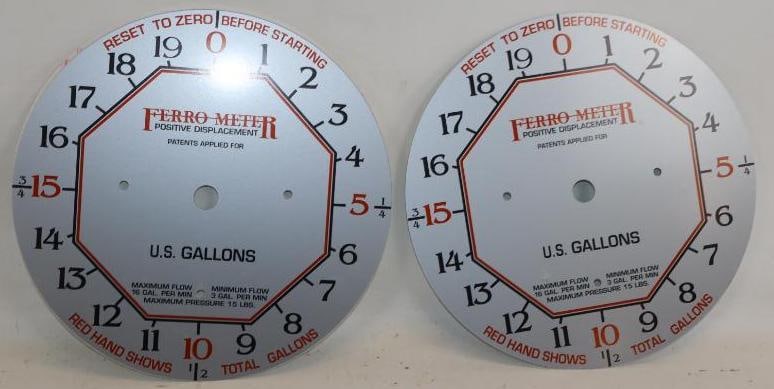 RESET TO ZERO BEFORE STARTING
0
1
2
3
4
5 1/4
6
7
8
9
10 1/2
11
12
13
14
3/4 15
16
17
18
19
FERRO METER
POSITIVE DISPLACEMENT
PATENTS APPLIED FOR
U.S. GALLONS
MAXIMUM FLOW MINIMUM FLOW
16 GAL. PER MIN 3 GAL. PER MIN
MAXIMUM PRESSURE 15 LBS.
RED HAND SHOWS TOTAL GALLONS
RESET TO ZERO BEFORE STARTING
0
1
2
3
4
5 1/4
6
7
8
9
10 1/2
11
12
13
14
3/4 15
16
17
18
19
FERRO METER
POSITIVE DISPLACEMENT
PATENTS APPLIED FOR
U.S. GALLONS
MAXIMUM FLOW MINIMUM FLOW
16 GAL. PER MIN 3 GAL. PER MIN
MAXIMUM PRESSURE 15 LBS.
RED HAND SHOWS TOTAL GALLONS